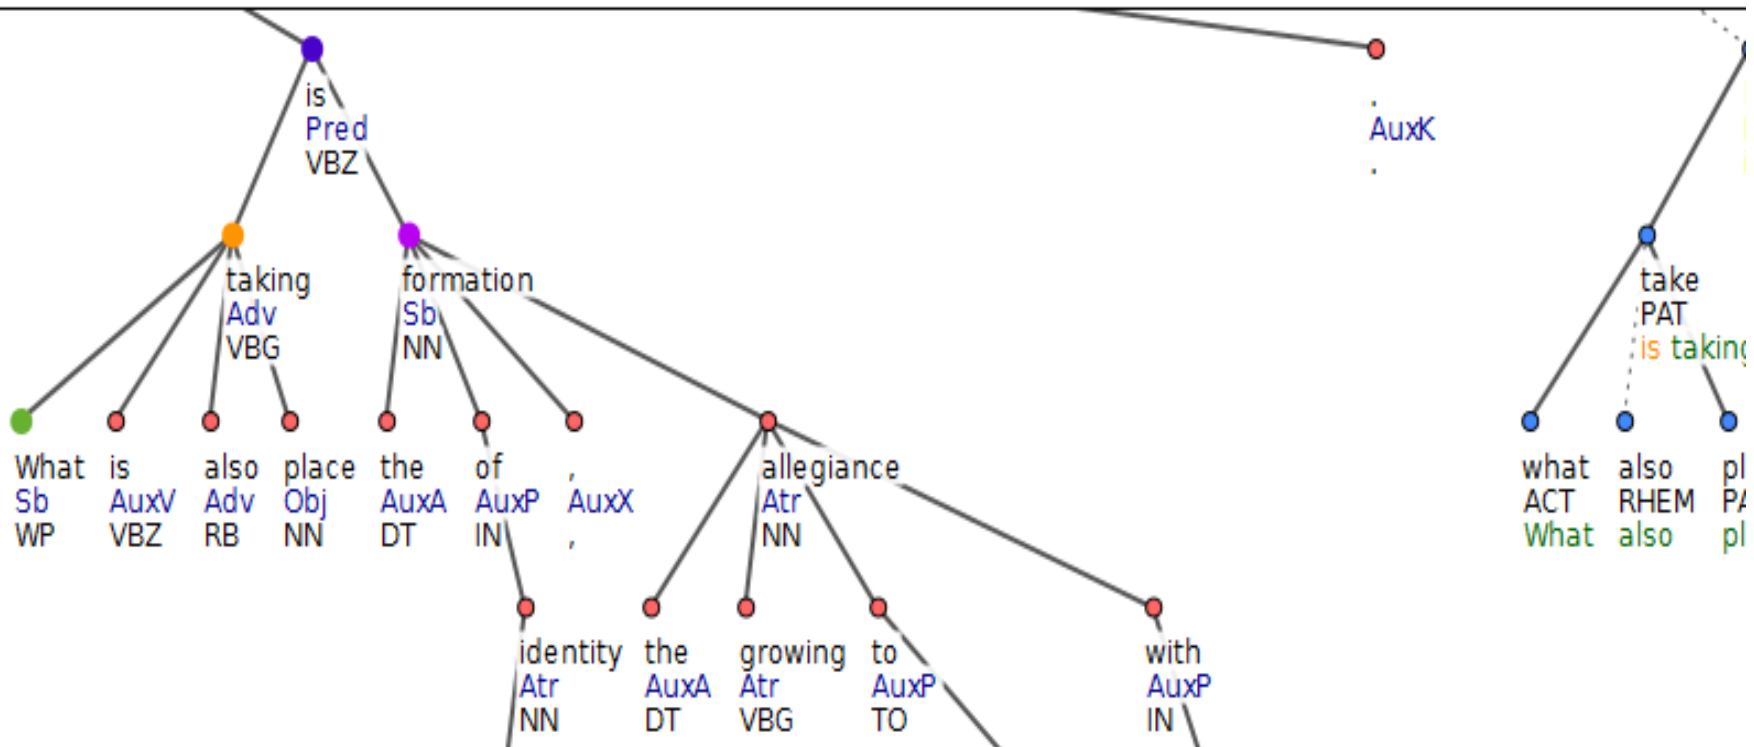 is
Pred
VBZ
.
AuxK
.
taking
Adv
VBG
formation
Sb
NN
take
PAT
is taking
What is also place the of , allegiance what also pl
Sb AuxV Adv Obj AuxA AuxP AuxX Atr ACT RHEM PA
WP VBZ RB NN DT IN , NN What also pl
identity the growing to with
Atr AuxA Atr AuxP AuxP
NN DT VBG TO IN